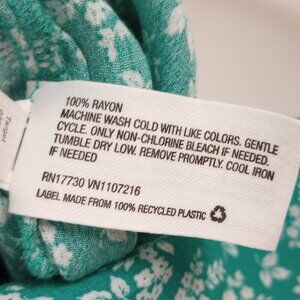 100% RAYON
MACHINE WASH COLD WITH LIKE COLORS. GENTLE
CYCLE. ONLY NON-CHLORINE BLEACH IF NEEDED.
TUMBLE DRY LOW. REMOVE PROMPTLY. COOL IRON
IF NEEDED
RN17730 VN1107216
LABEL MADE FROM 100% RECYCLED PLASTIC
Target